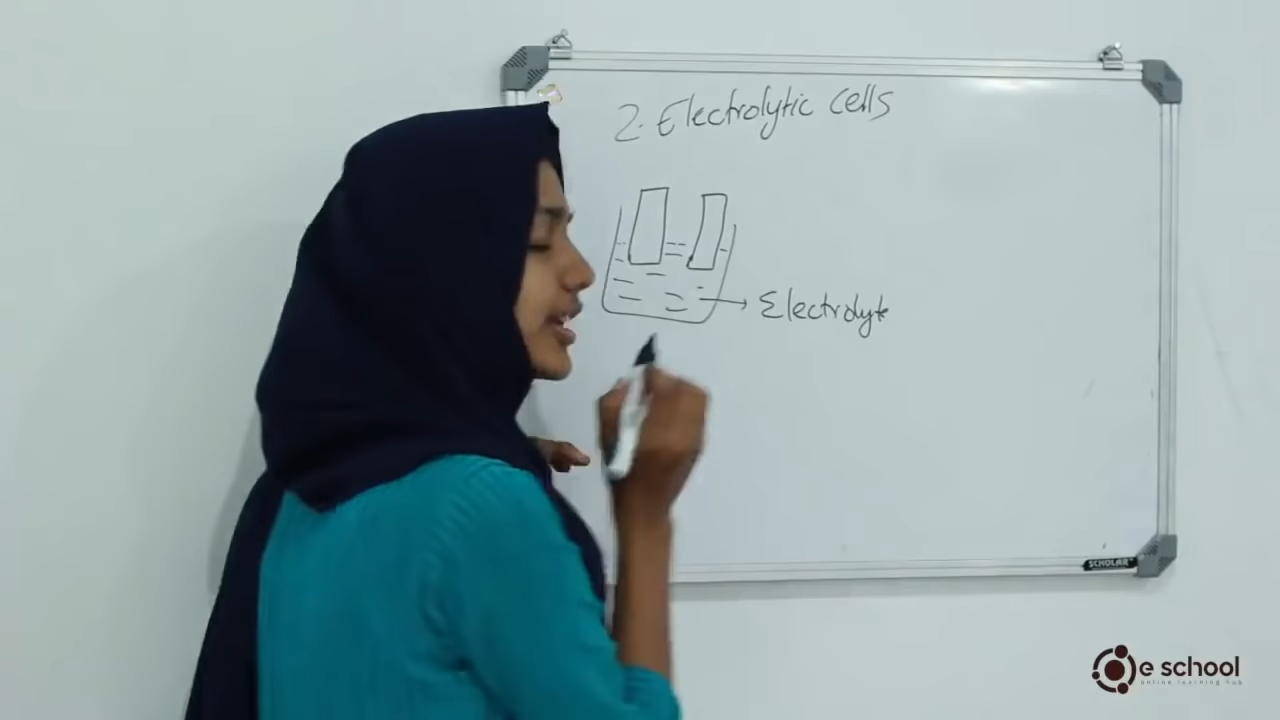 2. Electrolytic cells
Electrolyte
SCHOLAR
e school
online learning hub